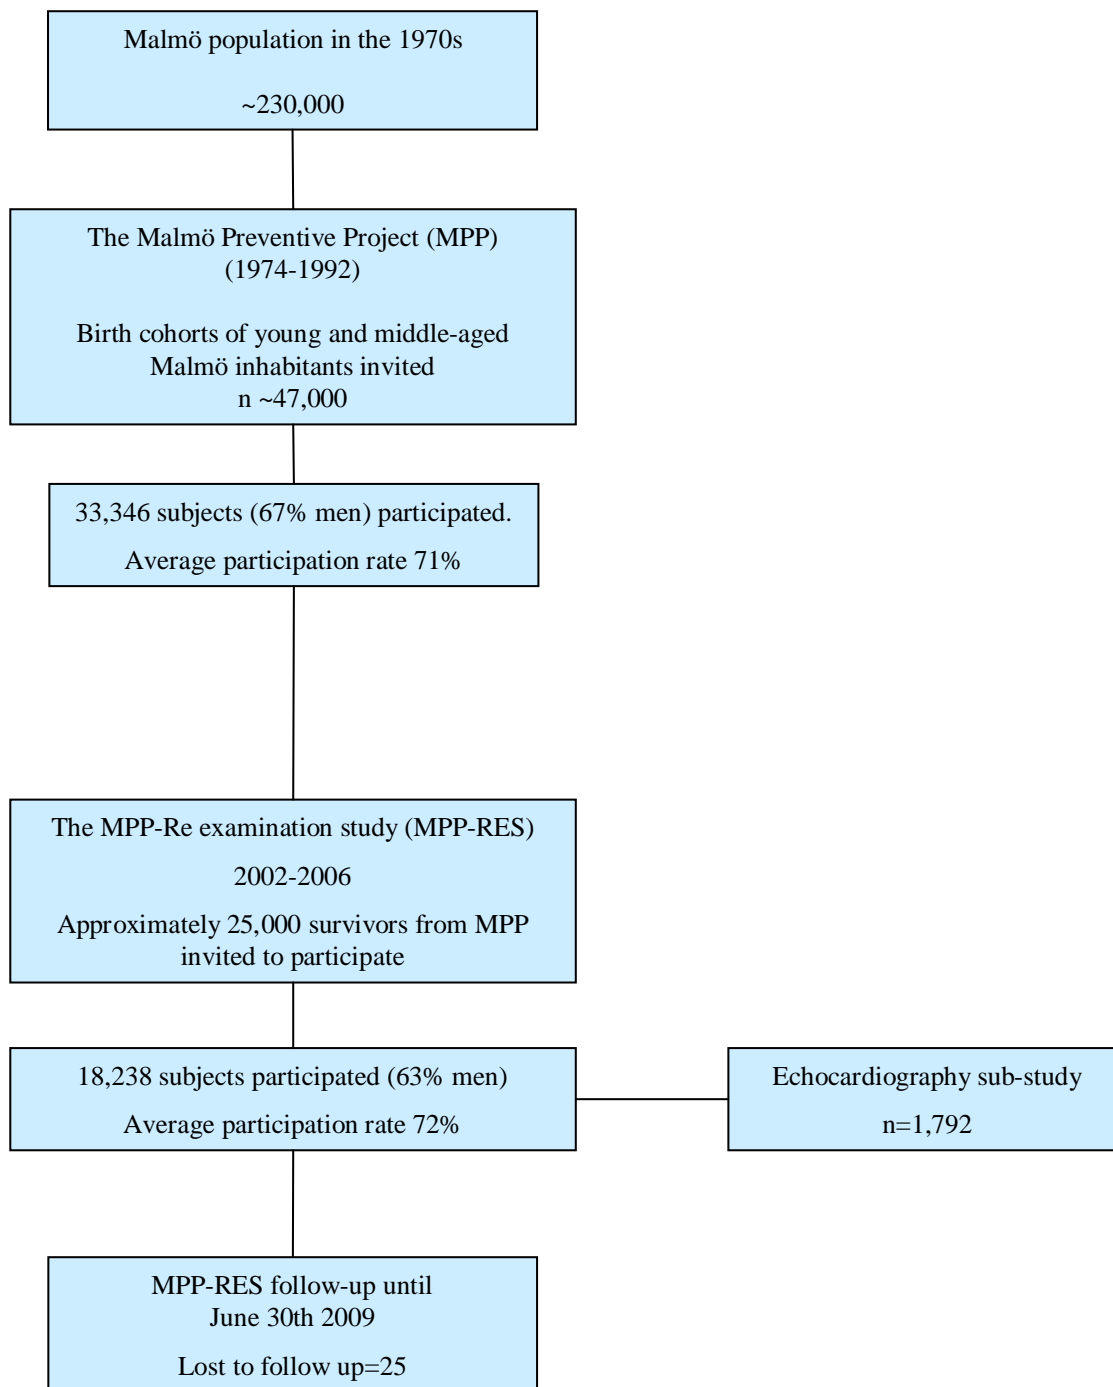 Malmö population in the 1970s
~230,000
The Malmö Preventive Project (MPP)
(1974-1992)
Birth cohorts of young and middle-aged
Malmö inhabitants invited
n ~47,000
33,346 subjects (67% men) participated.
Average participation rate 71%
The MPP-Re examination study (MPP-RES)
2002-2006
Approximately 25,000 survivors from MPP
invited to participate
18,238 subjects participated (63% men)
Average participation rate 72%
Echocardiography sub-study
n=1,792
MPP-RES follow-up until
June 30th 2009
Lost to follow up=25